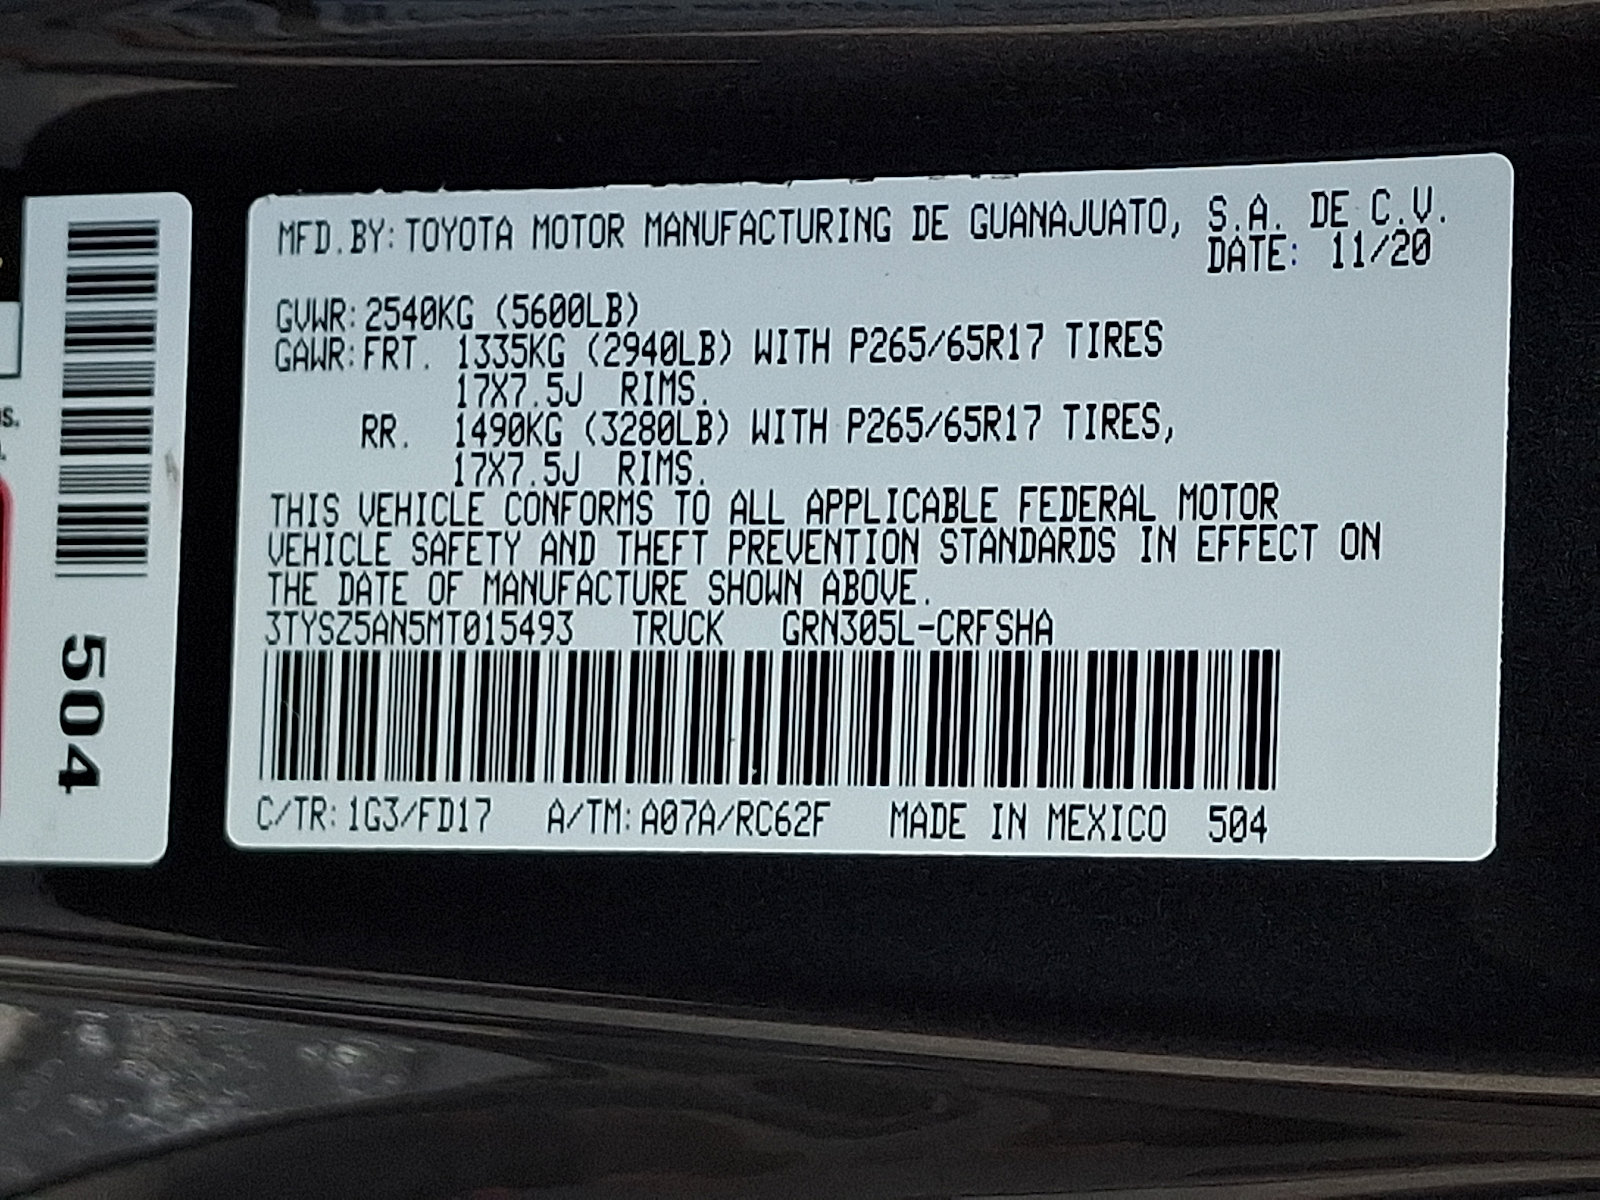 MFD.BY: TOYOTA MOTOR MANUFACTURING DE GUANAJUATO, S.A. DE C.V.
DATE: 11/20
GVWR: 2540KG (5600LB)
GAWR: FRT. 1335KG (2940LB) WITH P265/65R17 TIRES
17X7.5J RIMS.
RR. 1490KG (3280LB) WITH P265/65R17 TIRES,
17X7.5J RIMS.
THIS VEHICLE CONFORMS TO ALL APPLICABLE FEDERAL MOTOR
VEHICLE SAFETY AND THEFT PREVENTION STANDARDS IN EFFECT ON
THE DATE OF MANUFACTURE SHOWN ABOVE.
3TYSZ5AN5MT015493 TRUCK GRN305L-CRFSHA
C/TR: 1G3/FD17 A/TM: A07A/RC62F MADE IN MEXICO 504
504